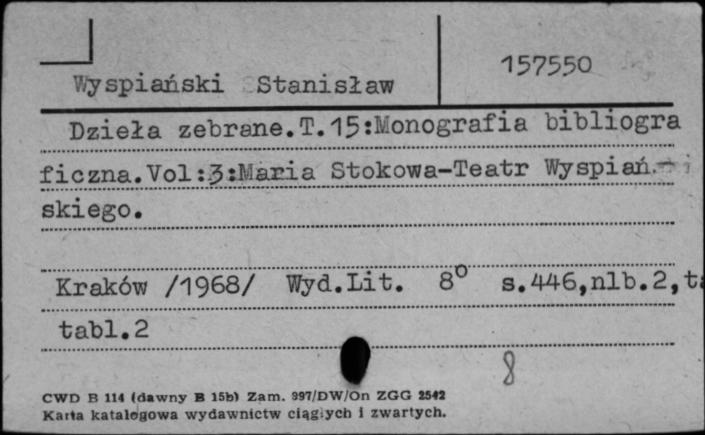 157550
Wyspiański Stanisław
Dzieła zebrane.T.15:Monografia bibliogra
ficzna.Vol:3:Maria Stokowa-Teatr Wyspiań-
skiego.
Kraków /1968/ Wyd.Lit. 8° s.446,nlb.2,ta
tabl.2
8
CWD B 114 (dawny B 15b) Zam. 997/DW/On ZGG 2542
Karta katalogowa wydawnictw ciągłych i zwartych.